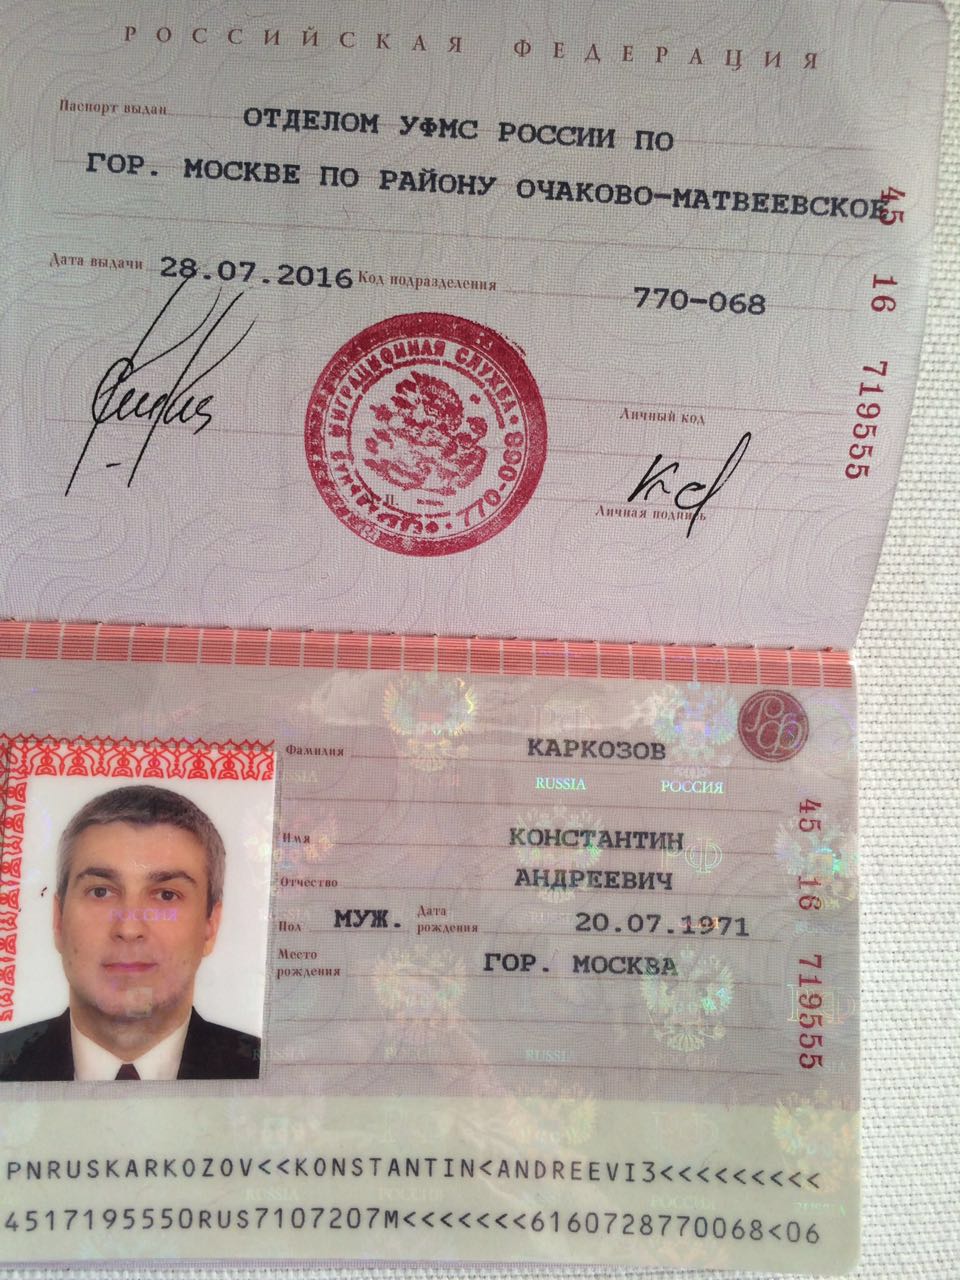 РОССИЙСКАЯ ФЕДЕРАЦИЯ
Паспорт выдан ОТДЕЛОМ УФМС РОССИИ ПО
ГОР. МОСКВЕ ПО РАЙОНУ ОЧАКОВО-МАТВЕЕВСКОЕ
Дата выдачи 28.07.2016 Код подразделения 770-068
45 16 719555
МИГРАЦИОННАЯ СЛУЖБА
770-068
Личный код
Личная подпись
Фамилия КАРКОЗОВ
RUSSIA РОССИЯ
Имя КОНСТАНТИН
Отчество АНДРЕЕВИЧ
Пол МУЖ. Дата рождения 20.07.1971
Место рождения ГОР. МОСКВА
45 16 719555
РОССИЯ
PNRUSKARKOZOV<<KONSTANTIN<ANDREEVI3<<<<<<<<<
4517195550RUS7107207M<<<<<<<6160728770068<06